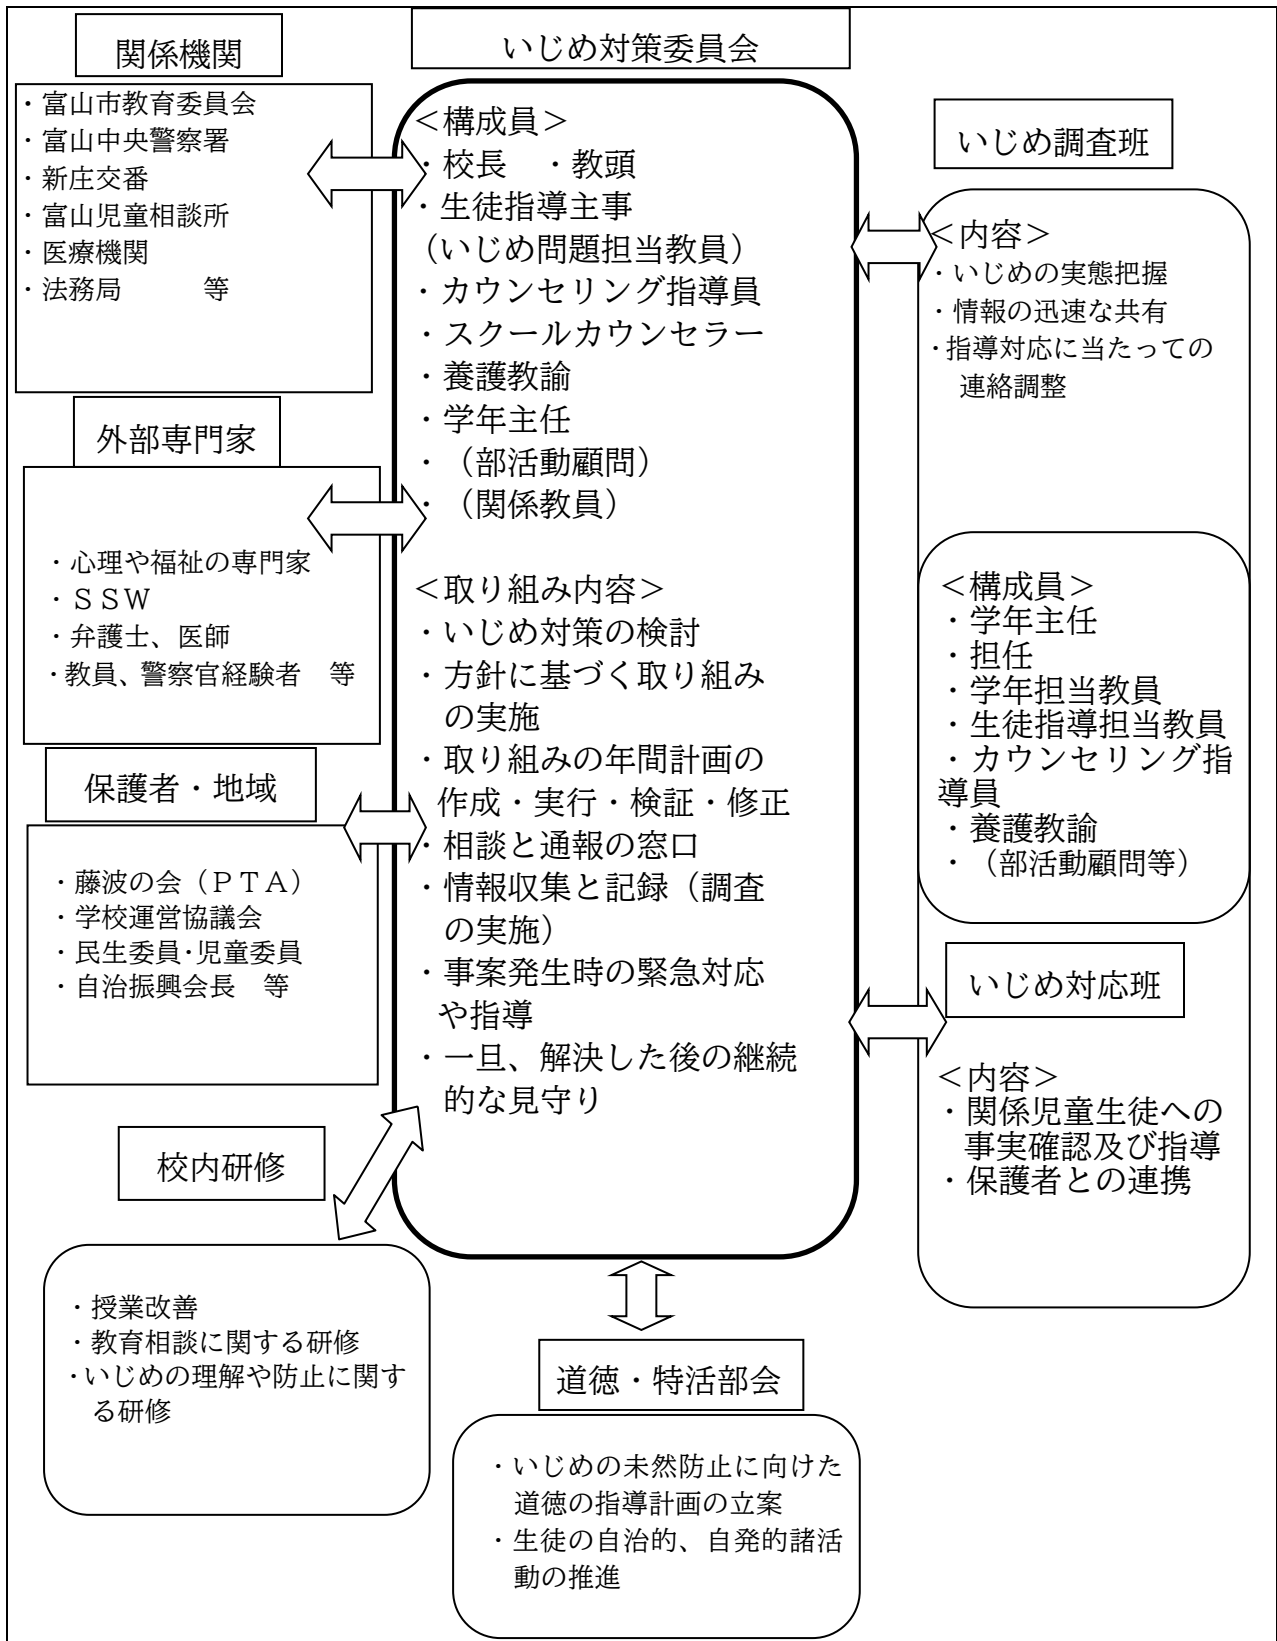 関係機関
・富山市教育委員会
・富山中央警察署
・新庄交番
・富山児童相談所
・医療機関
・法務局　　　等
外部専門家
・心理や福祉の専門家
・ＳＳＷ
・弁護士、医師
・教員、警察官経験者　等
保護者・地域
・藤波の会（ＰＴＡ）
・学校運営協議会
・民生委員・児童委員
・自治振興会長　等
校内研修
・授業改善
・教育相談に関する研修
・いじめの理解や防止に関す
る研修
いじめ対策委員会
＜構成員＞
・校長　・教頭
・生徒指導主事
（いじめ問題担当教員）
・カウンセリング指導員
・スクールカウンセラー
・養護教諭
・学年主任
・（部活動顧問）
・（関係教員）
＜取り組み内容＞
・いじめ対策の検討
・方針に基づく取り組み
の実施
・取り組みの年間計画の
作成・実行・検証・修正
・相談と通報の窓口
・情報収集と記録（調査
の実施）
・事案発生時の緊急対応
や指導
・一旦、解決した後の継続
的な見守り
道徳・特活部会
・いじめの未然防止に向けた
道徳の指導計画の立案
・生徒の自治的、自発的諸活
動の推進
いじめ調査班
＜内容＞
・いじめの実態把握
・情報の迅速な共有
・指導対応に当たっての
連絡調整
＜構成員＞
・学年主任
・担任
・学年担当教員
・生徒指導担当教員
・カウンセリング指
導員
・養護教諭
・（部活動顧問等）
いじめ対応班
＜内容＞
・関係児童生徒への
事実確認及び指導
・保護者との連携